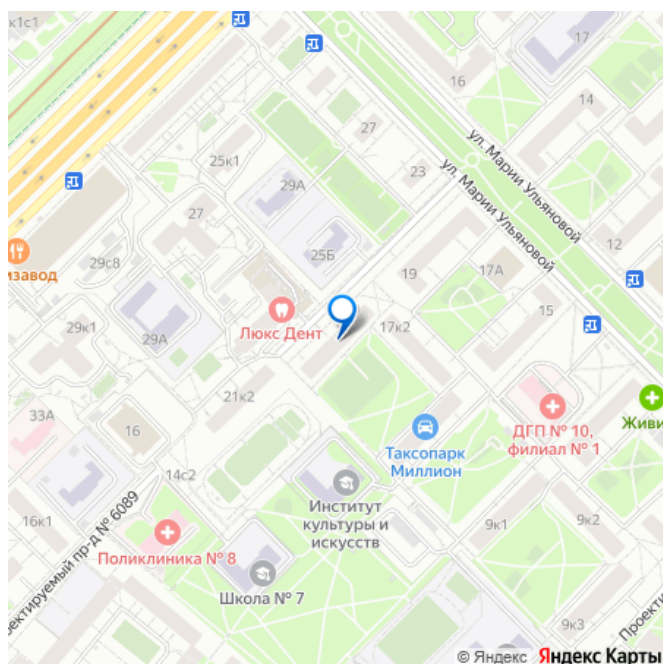 к1с1
17
16
14
27
25к1
23
29А
ул. Марии Ульяновой
ул. Марии Ульяновой
27
мзавод
29с8
25Б
12
19
17А
29к1
29А
Люкс Дент
17к2
15
21к2
33А
16
Таксопарк
Миллион
ДГП № 10,
филиал № 1
Живи
14с2
16к1
Институт
культуры и
искусств
9к1
9к2
ректируемый пр-д № 6089
Поликлиника № 8
Школа № 7
9к3
Проекти
© Яндекс Яндекс Карты